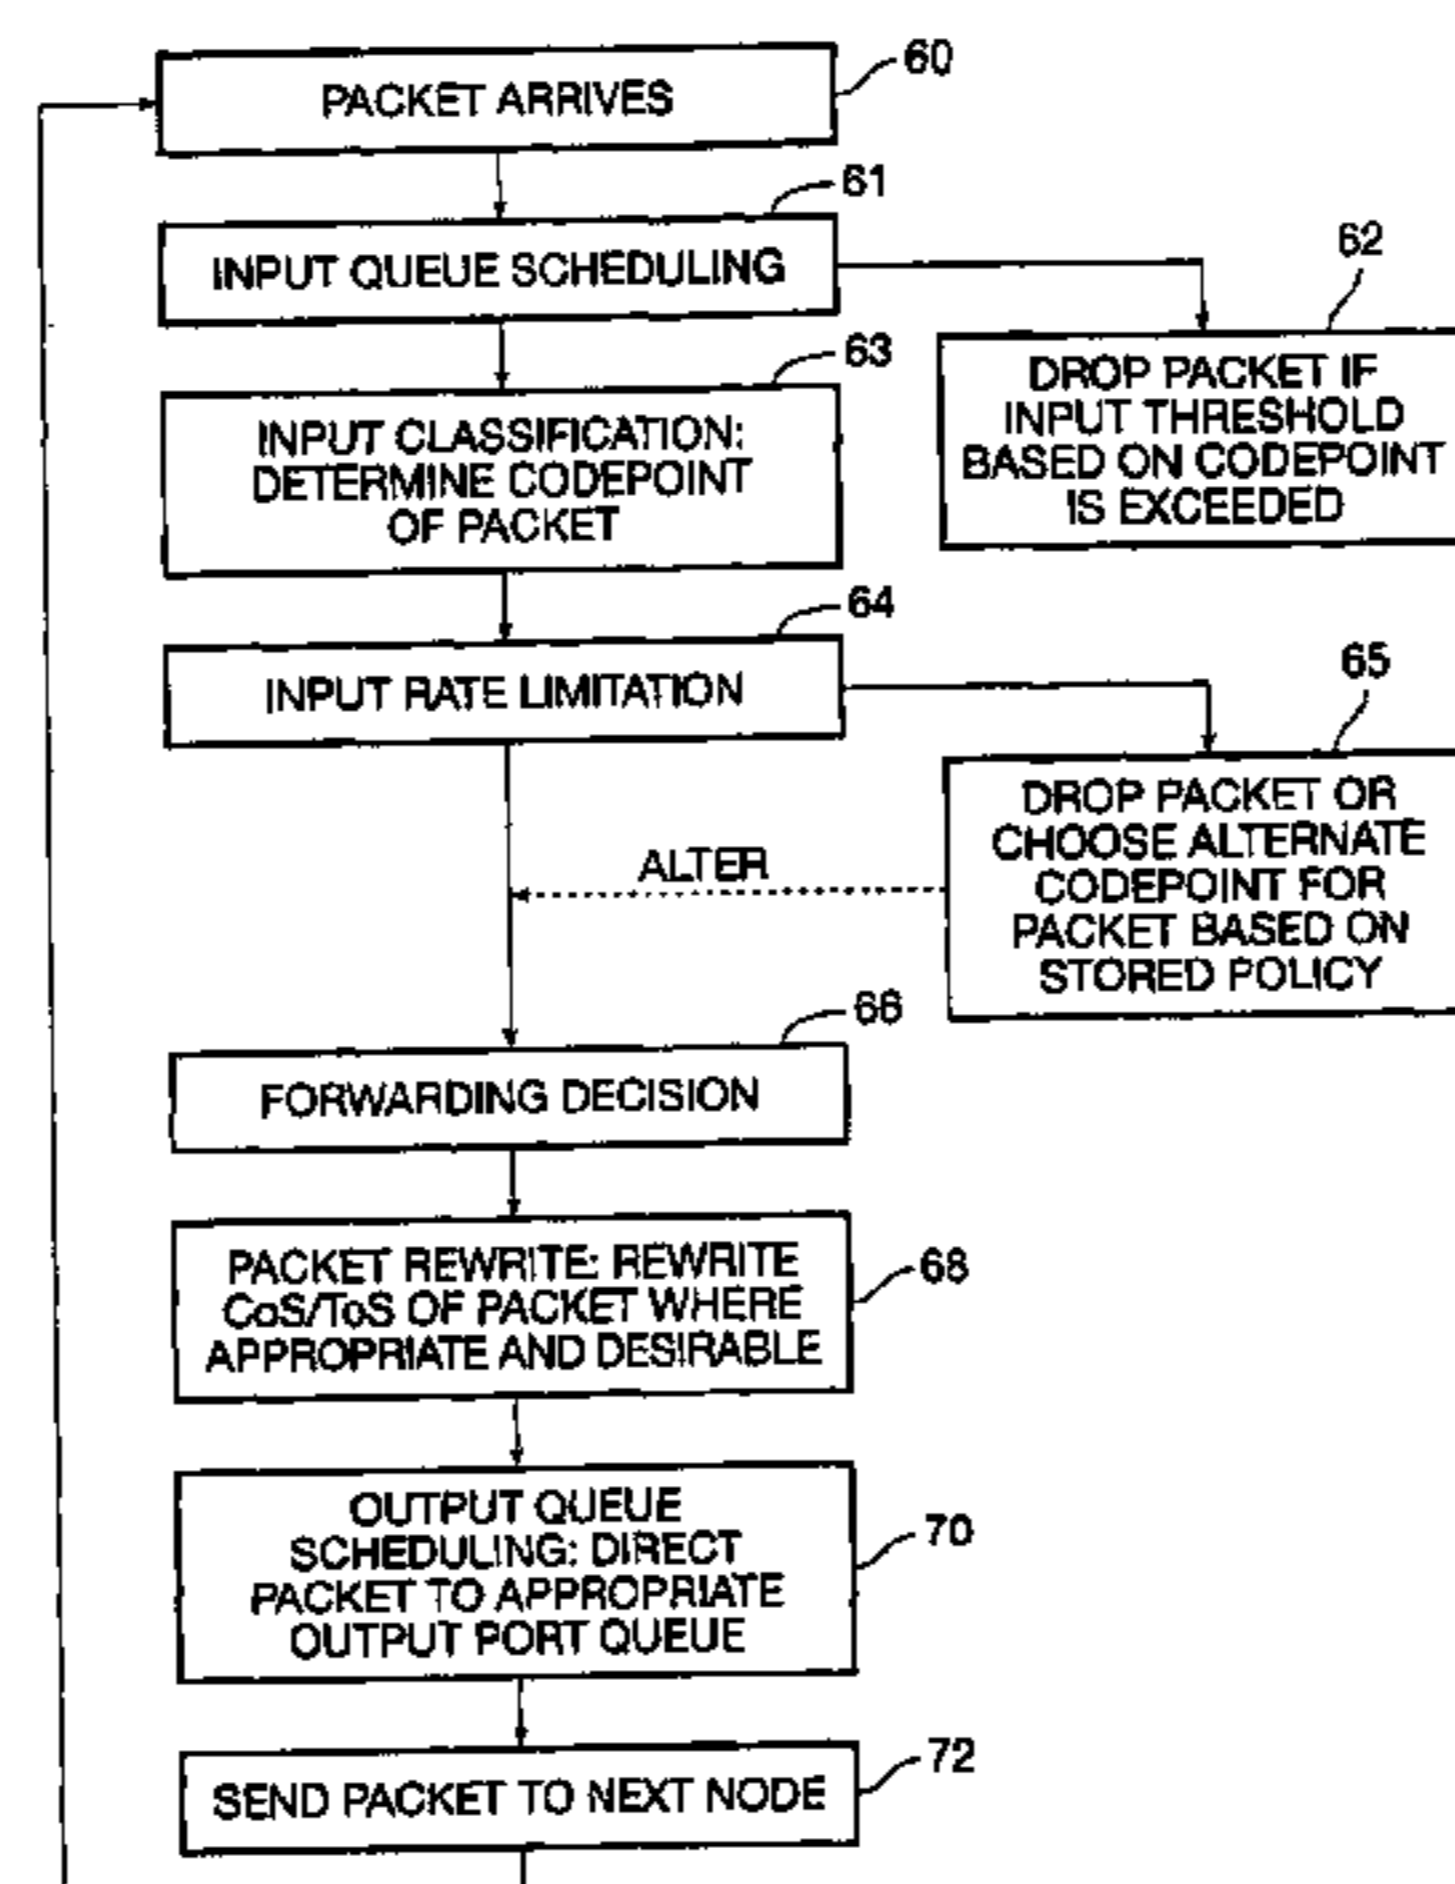 60
PACKET ARRIVES
61
INPUT QUEUE SCHEDULING
62
DROP PACKET IF
INPUT THRESHOLD
BASED ON CODEPOINT
IS EXCEEDED
63
INPUT CLASSIFICATION:
DETERMINE CODEPOINT
OF PACKET
64
INPUT RATE LIMITATION
65
DROP PACKET OR
CHOOSE ALTERNATE
CODEPOINT FOR
PACKET BASED ON
STORED POLICY
ALTER
66
FORWARDING DECISION
PACKET REWRITE: REWRITE
CoS/ToS OF PACKET WHERE
APPROPRIATE AND DESIRABLE
68
OUTPUT QUEUE
SCHEDULING: DIRECT
PACKET TO APPROPRIATE
OUTPUT PORT QUEUE
70
SEND PACKET TO NEXT NODE
72